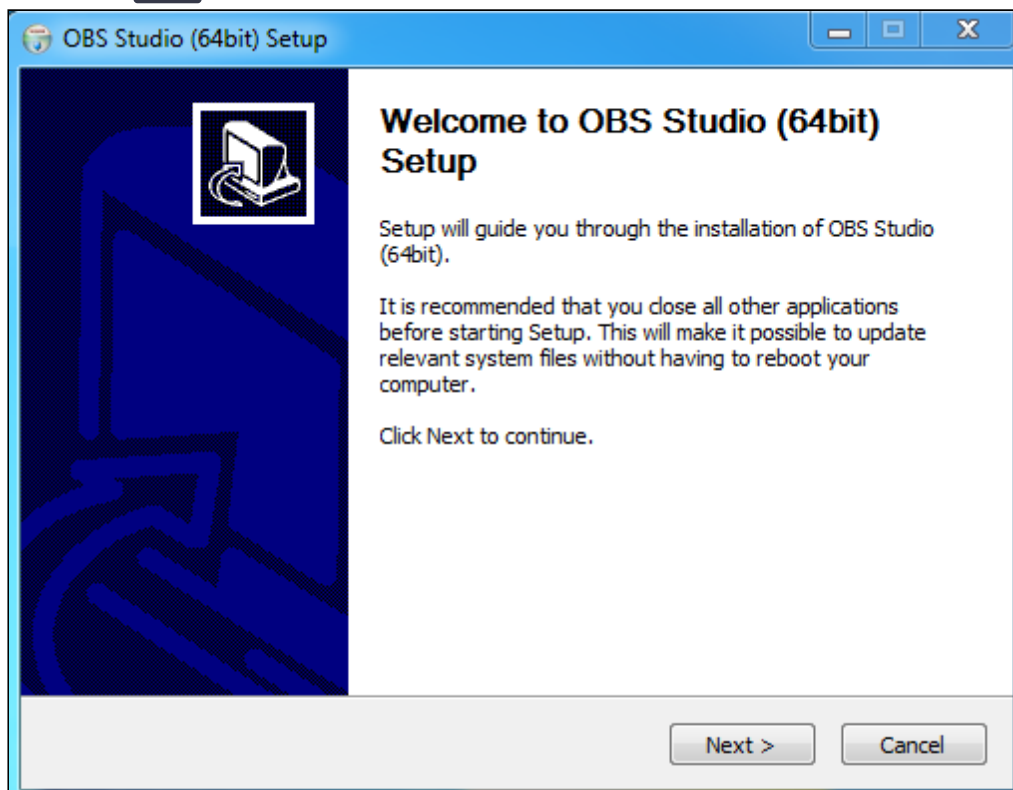 OBS Studio (64bit) Setup
Welcome to OBS Studio (64bit)
Setup
Setup will guide you through the installation of OBS Studio
(64bit).
It is recommended that you close all other applications
before starting Setup. This will make it possible to update
relevant system files without having to reboot your
computer.
Click Next to continue.
Next >
Cancel